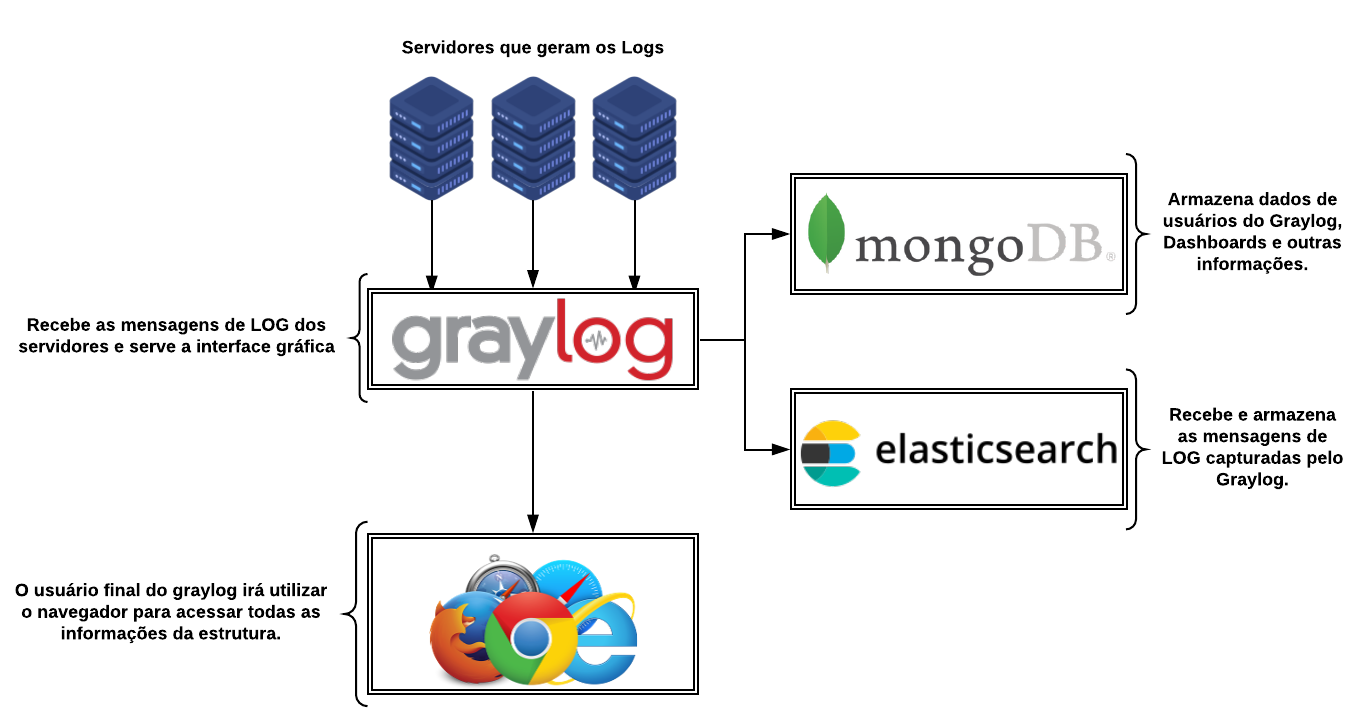 Servidores que geram os Logs
mongoDB®
Armazena dados de
usuários do Graylog,
Dashboards e outras
informações.
Recebe as mensagens de LOG dos
servidores e serve a interface gráfica
graylog
elasticsearch
Recebe e armazena
as mensagens de
LOG capturadas pelo
Graylog.
O usuário final do graylog irá utilizar
o navegador para acessar todas as
informações da estrutura.